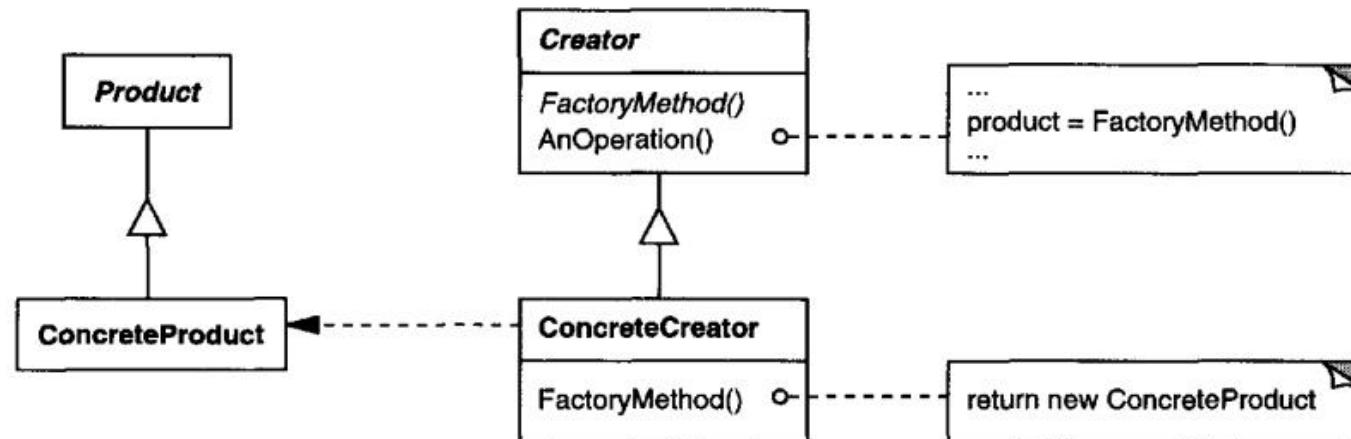 Product
ConcreteProduct
Creator
FactoryMethod()
AnOperation()
...
product = FactoryMethod()
...
ConcreteCreator
FactoryMethod()
return new ConcreteProduct